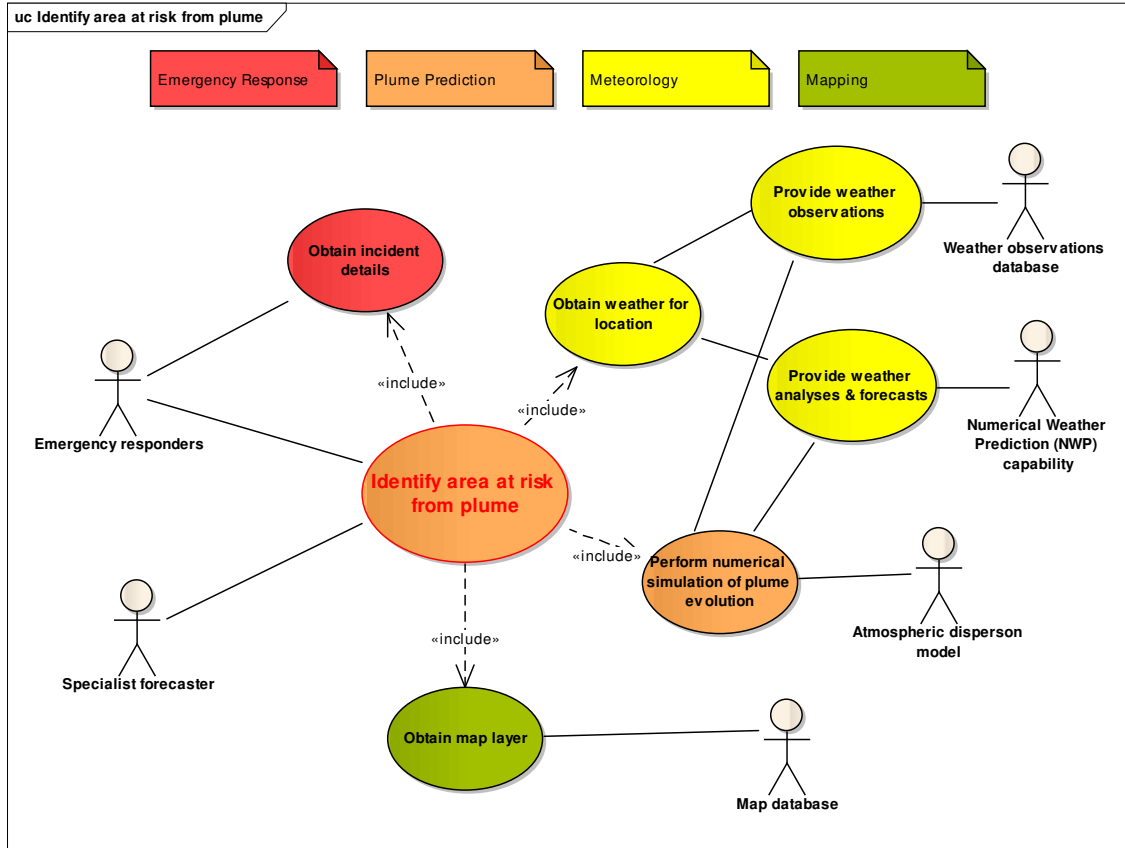 uc Identify area at risk from plume
Emergency Response
Plume Prediction
Meteorology
Mapping
Provide weather
observations
Weather observations
database
Obtain incident
details
Obtain weather for
location
Provide weather
analyses & forecasts
Numerical Weather
Prediction (NWP)
capability
«include»
«include»
Emergency responders
Identify area at risk
from plume
«include»
Perform numerical
simulation of plume
evolution
Atmospheric disperson
model
«include»
Specialist forecaster
Obtain map layer
Map database